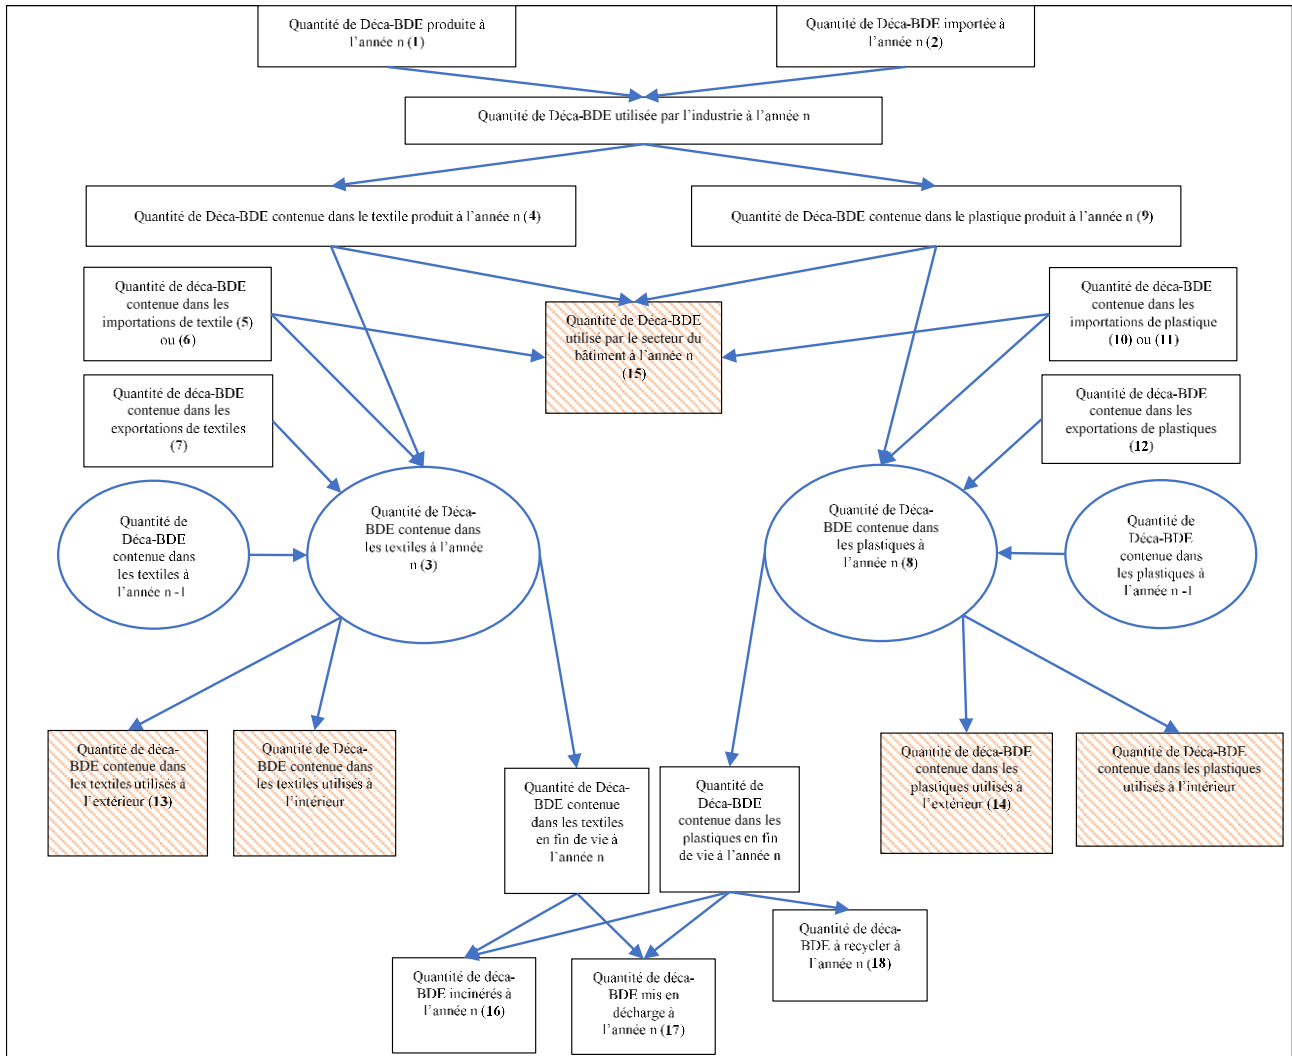 Quantité de Déca-BDE produite à
l'année n (1)
Quantité de Déca-BDE importée à
l'année n (2)
Quantité de Déca-BDE utilisée par l'industrie à l'année n
Quantité de Déca-BDE contenue dans le textile produit à l'année n (4)
Quantité de Déca-BDE contenue dans le plastique produit à l'année n (9)
Quantité de déca-BDE
contenue dans les
importations de textile (5)
ou (6)
Quantité de Déca-BDE
utilisé par le secteur du
bâtiment à l'année n
(15)
Quantité de déca-BDE
contenue dans les
importations de plastique
(10) ou (11)
Quantité de déca-BDE
contenue dans les
exportations de textiles
(7)
Quantité de déca-BDE
contenue dans les
exportations de plastiques
(12)
Quantité de
Déca-BDE
contenue dans
les textiles à
l'année n -1
Quantité de Déca-
BDE contenue dans
les textiles à l'année
n (3)
Quantité de Déca-
BDE contenue dans
les plastiques à
l'année n (8)
Quantité de
Déca-BDE
contenue dans
les plastiques à
l'année n -1
Quantité de déca-
BDE contenue dans
les textiles utilisés à
l'extérieur (13)
Quantité de Déca-
BDE contenue dans
les textiles utilisés à
l'intérieur
Quantité de Déca-
BDE contenue
dans les textiles
en fin de vie à
l'année n
Quantité de
Déca-BDE
contenue dans les
plastiques en fin
de vie à l'année n
Quantité de déca-BDE
contenue dans les
plastiques utilisés à
l'extérieur (14)
Quantité de Déca-BDE
contenue dans les plastiques
utilisés à l'intérieur
Quantité de déca-
BDE incinérés à
l'année n (16)
Quantité de déca-
BDE mis en
décharge à
l'année n (17)
Quantité de déca-
BDE à recycler à
l'année n (18)